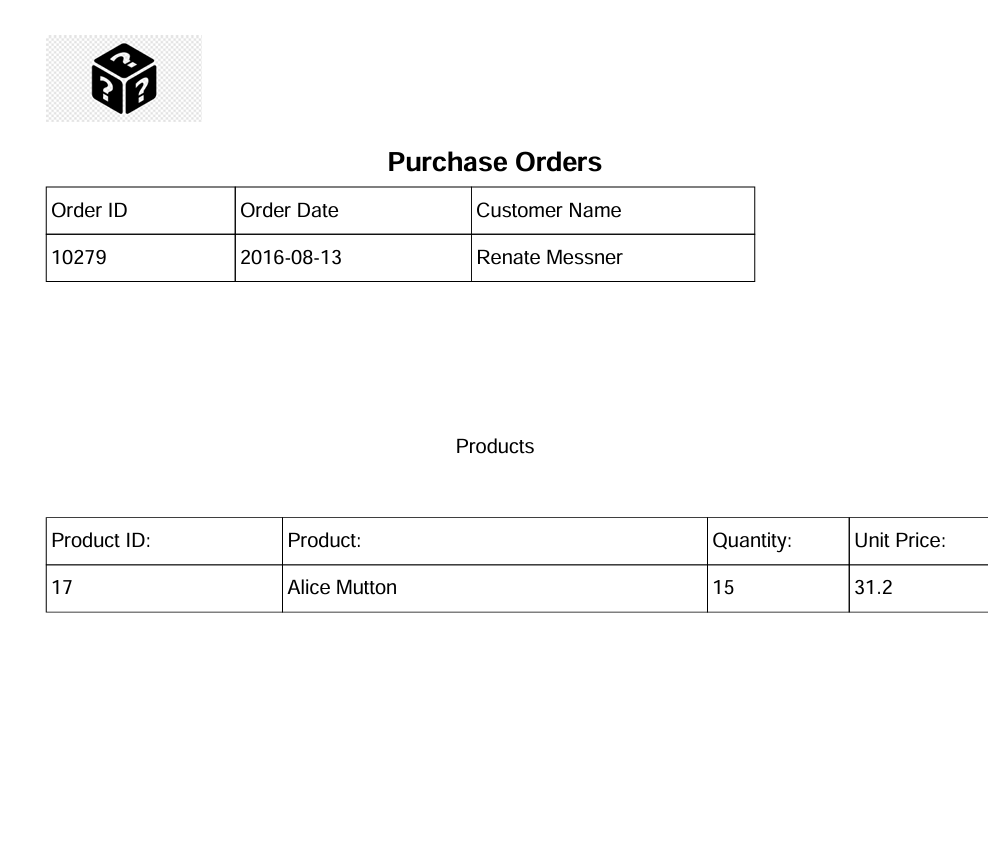 Purchase Orders
Order ID Order Date Customer Name
10279 2016-08-13 Renate Messner
Products
Product ID: Product: Quantity: Unit Price:
17 Alice Mutton 15 31.2